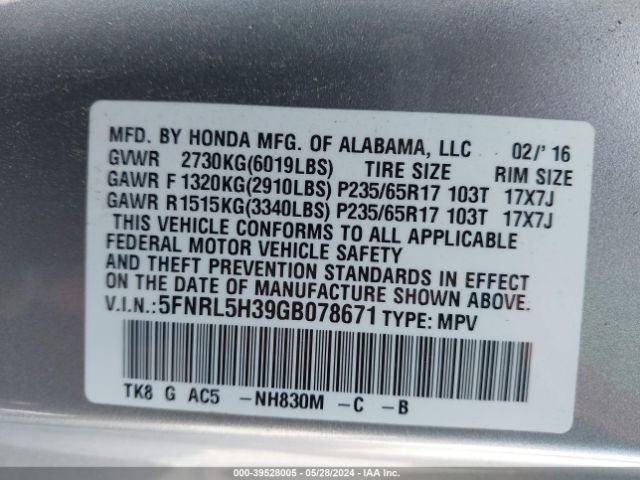 MFD. BY HONDA MFG. OF ALABAMA, LLC 02/'16
GVWR 2730KG(6019LBS) TIRE SIZE RIM SIZE
GAWR F 1320KG(2910LBS) P235/65R17 103T 17X7J
GAWR R1515KG(3340LBS) P235/65R17 103T 17X7J
THIS VEHICLE CONFORMS TO ALL APPLICABLE
FEDERAL MOTOR VEHICLE SAFETY
AND THEFT PREVENTION STANDARDS IN EFFECT
ON THE DATE OF MANUFACTURE SHOWN ABOVE.
V.I.N.:5FNRL5H39GB078671 TYPE: MPV
TK8 G AC5 -NH830M -C -B
000-39528005 - 05/28/2024 - IAA Inc.